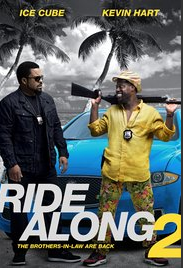 ICE CUBE KEVIN HART
RIDE
ALONG 2
THE BROTHERS-IN-LAW ARE BACK